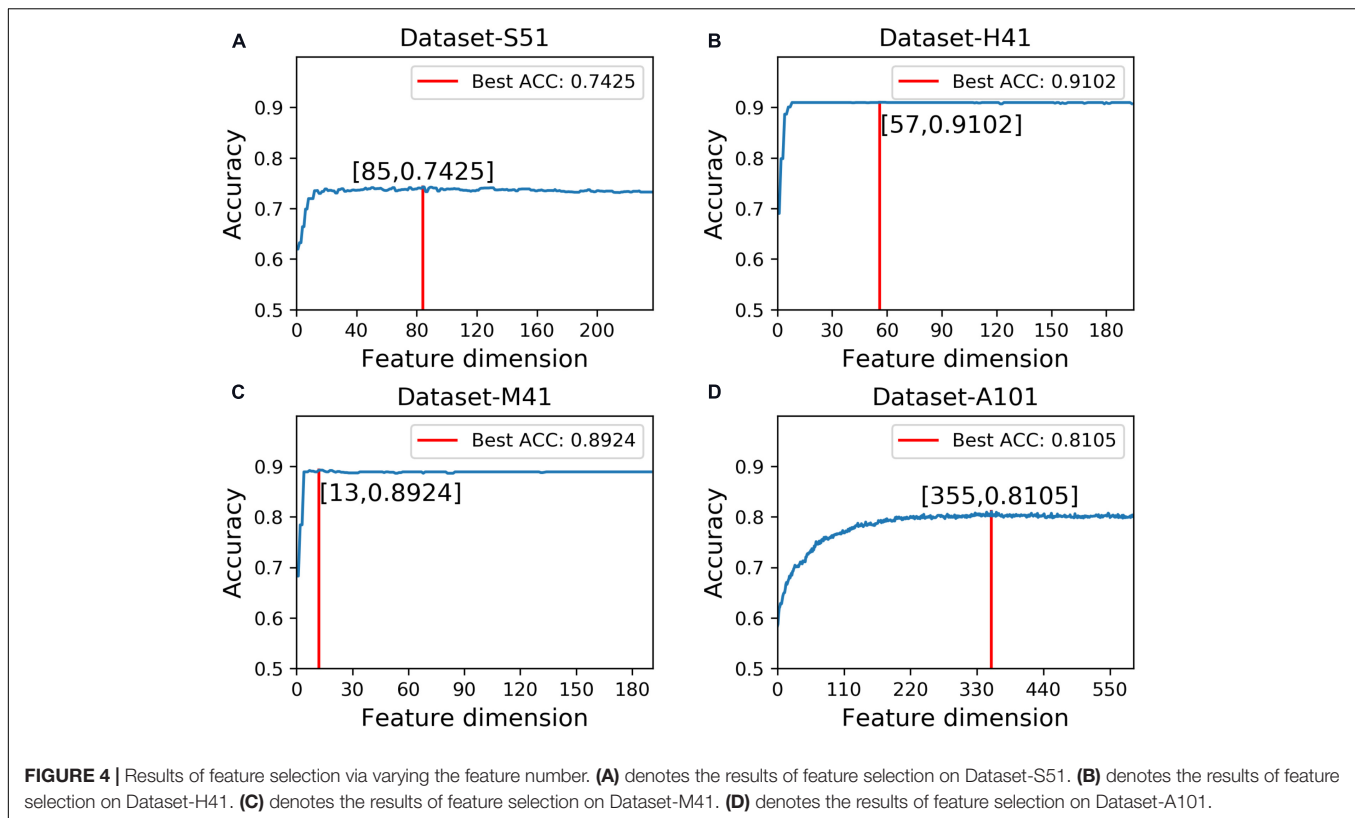 A
Dataset-S51
Best ACC: 0.7425
[85,0.7425]
Accuracy
0.9
0.8
0.7
0.6
0.5
0 40 80 120 160 200
Feature dimension
B
Dataset-H41
Best ACC: 0.9102
[57,0.9102]
Accuracy
0.9
0.8
0.7
0.6
0.5
0 30 60 90 120 150 180
Feature dimension
C
Dataset-M41
Best ACC: 0.8924
[13,0.8924]
Accuracy
0.9
0.8
0.7
0.6
0.5
0 30 60 90 120 150 180
Feature dimension
D
Dataset-A101
Best ACC: 0.8105
[355,0.8105]
Accuracy
0.9
0.8
0.7
0.6
0.5
0 110 220 330 440 550
Feature dimension
FIGURE 4 | Results of feature selection via varying the feature number. (A) denotes the results of feature selection on Dataset-S51. (B) denotes the results of feature
selection on Dataset-H41. (C) denotes the results of feature selection on Dataset-M41. (D) denotes the results of feature selection on Dataset-A101.